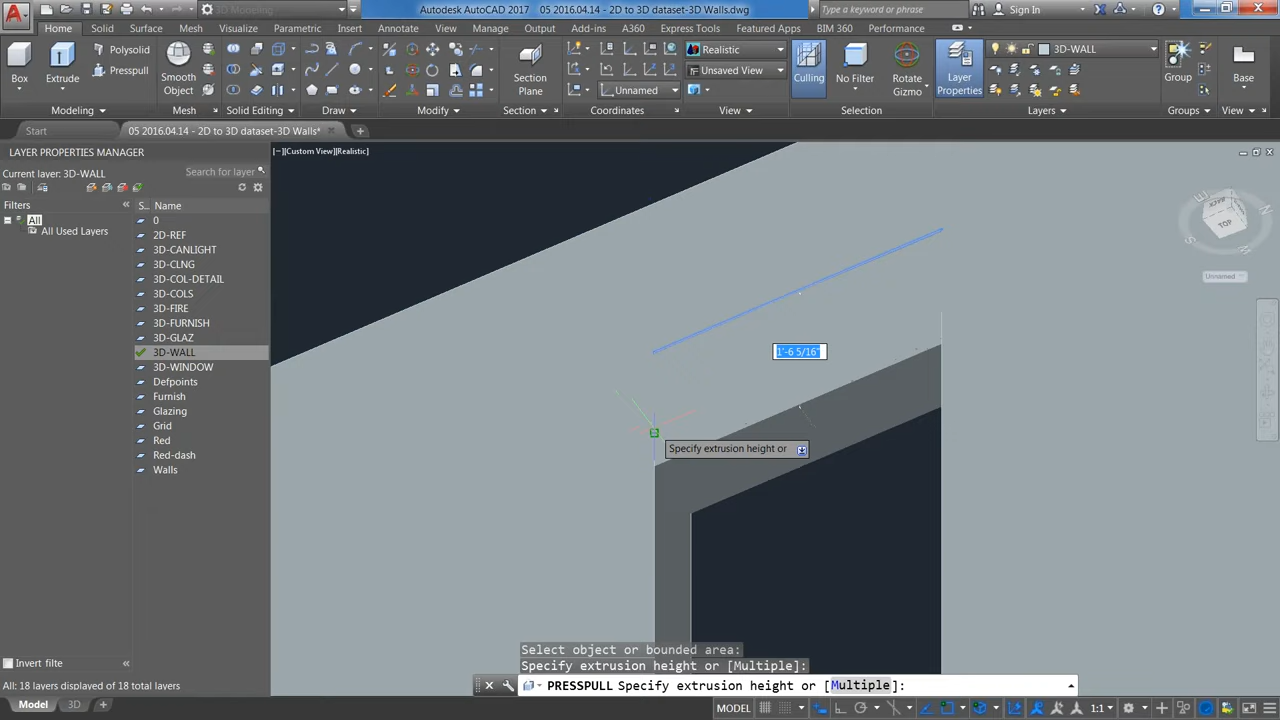 3D Modeling
Autodesk AutoCAD 2017 05 2016.04.14 - 2D to 3D dataset-3D Walls.dwg
Type a keyword or phrase
Sign In
Home Solid Surface Mesh Visualize Parametric Insert Annotate View Manage Output Add-ins A360 Express Tools Featured Apps BIM 360 Performance
Box
Extrude
Polysolid
Presspull
Smooth Object
Section Plane
Realistic
Unsaved View
Unnamed
Culling
No Filter
Rotate Gizmo
Layer Properties
3D-WALL
Group
Base
Modeling Mesh Solid Editing Draw Modify Section Coordinates View Selection Layers Groups View
Start
05 2016.04.14 - 2D to 3D dataset-3D Walls*
LAYER PROPERTIES MANAGER
Current layer: 3D-WALL
Search for layer
Filters
All
All Used Layers
S.. Name
0
2D-REF
3D-CANLIGHT
3D-CLNG
3D-COL-DETAIL
3D-COLS
3D-FIRE
3D-FURNISH
3D-GLAZ
3D-WALL
3D-WINDOW
Defpoints
Furnish
Glazing
Grid
Red
Red-dash
Walls
Invert filte
All: 18 layers displayed of 18 total layers
[−][Custom View][Realistic]
BACK
TOP
E
N
S
Unnamed
1'-6 5/16"
Specify extrusion height or
Select object or bounded area:
Specify extrusion height or [Multiple]:
PRESSPULL Specify extrusion height or [Multiple]:
Model
3D
MODEL
1:1